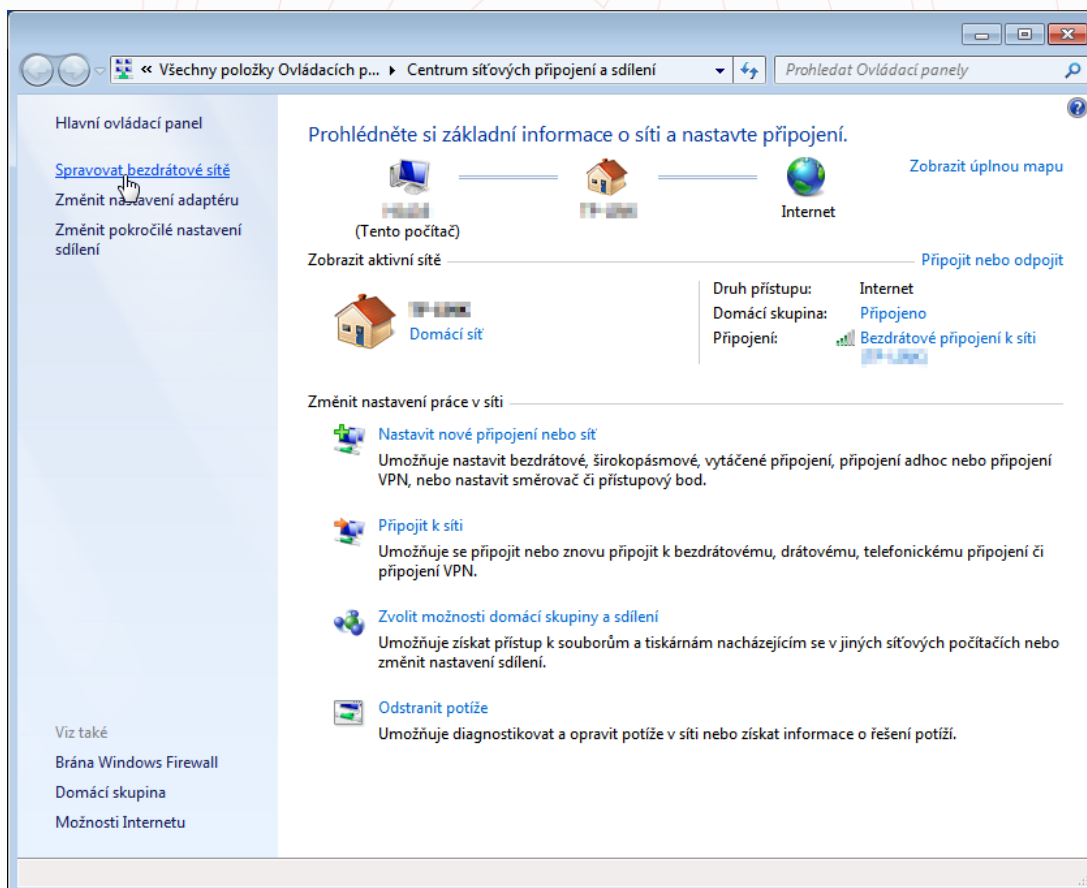 « Všechny položky Ovládacích p... Centrum síťových připojení a sdílení
Prohledat Ovládací panely
Hlavní ovládací panel
Spravovat bezdrátové sítě
Změnit nastavení adaptéru
Změnit pokročilé nastavení
sdílení
Prohlédněte si základní informace o síti a nastavte připojení.
Zobrazit úplnou mapu
(Tento počítač)
Internet
Zobrazit aktivní sítě
Připojit nebo odpojit
Domácí síť
Druh přístupu: Internet
Domácí skupina: Připojeno
Připojení: Bezdrátové připojení k síti
Změnit nastavení práce v síti
Nastavit nové připojení nebo síť
Umožňuje nastavit bezdrátové, širokopásmové, vytáčené připojení, připojení adhoc nebo připojení
VPN, nebo nastavit směrovač či přístupový bod.
Připojit k síti
Umožňuje se připojit nebo znovu připojit k bezdrátovému, drátovému, telefonickému připojení či
připojení VPN.
Zvolit možnosti domácí skupiny a sdílení
Umožňuje získat přístup k souborům a tiskárnám nacházejícím se v jiných síťových počítačích nebo
změnit nastavení sdílení.
Odstranit potíže
Umožňuje diagnostikovat a opravit potíže v síti nebo získat informace o řešení potíží.
Viz také
Brána Windows Firewall
Domácí skupina
Možnosti Internetu